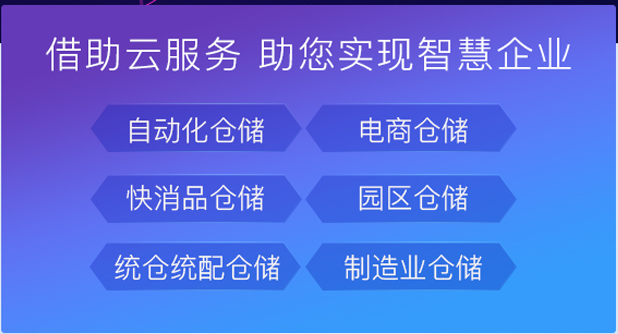 借助云服务 助您实现智慧企业
自动化仓储 电商仓储
快消品仓储 园区仓储
统仓统配仓储 制造业仓储